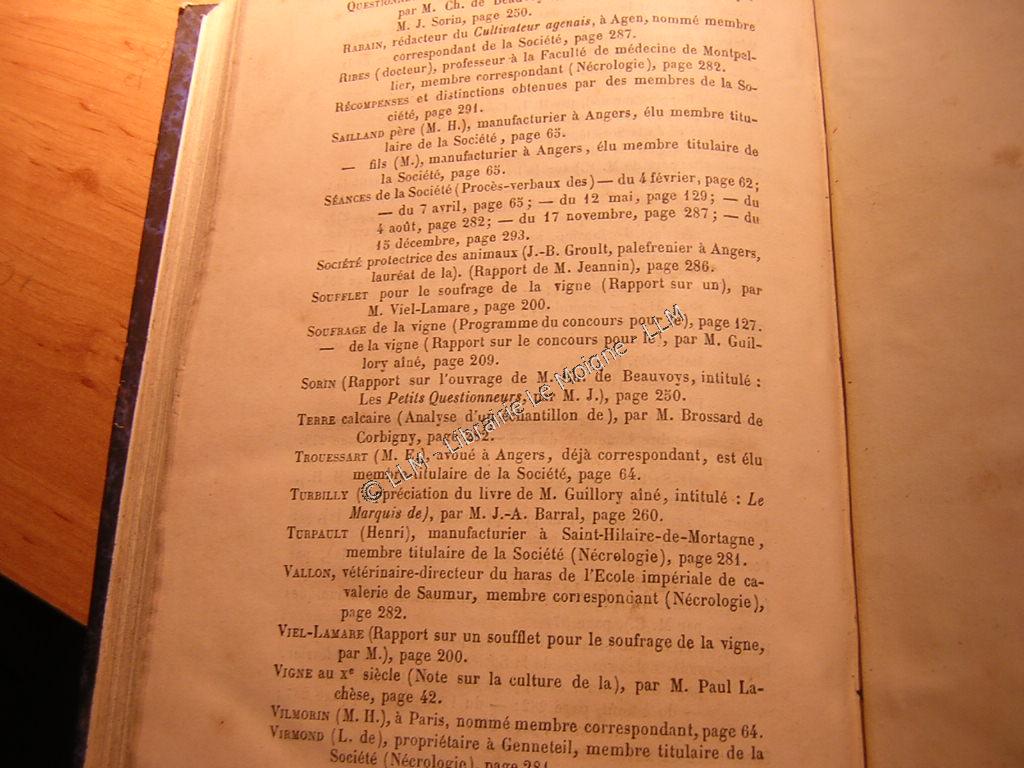 QUESTIONNE
par M. Ch. de Beauvoy
M. J. Sorin, page 250.
RABAIN, rédacteur du Cultivateur agenais, à Agen, nommé membre
correspondant de la Société, page 287.
RIBES (docteur), professeur à la Faculté de médecine de Montpel-
lier, membre correspondant (Nécrologie), page 282.
RÉCOMPENSES et distinctions obtenues par des membres de la So-
ciété, page 291.
SAILLAND père (M. H.), manufacturier à Angers, élu membre titu-
laire de la Société, page 65.
— fils (M.), manufacturier à Angers, élu membre titulaire de
la Société, page 65.
SÉANCES de la Société (Procès-verbaux des) — du 4 février, page 62;
— du 7 avril, page 65; — du 12 mai, page 129; — du
4 août, page 282; — du 17 novembre, page 287; — du
15 décembre, page 293.
SOCIÉTÉ protectrice des animaux (J.-B. Groult, palefrenier à Angers,
lauréat de la). (Rapport de M. Jeannin), page 286.
SOUFFLET pour le soufrage de la vigne (Rapport sur un), par
M. Viel-Lamare, page 200.
SOUFRAGE de la vigne (Programme du concours pour le), page 127.
— de la vigne (Rapport sur le concours pour le), par M. Guil-
lory aîné, page 209.
SORIN (Rapport sur l'ouvrage de M. de Beauvoys, intitulé :
Les Petits Questionneurs, par M. J.), page 250.
TERRE calcaire (Analyse d'un échantillon de), par M. Brossard de
Corbigny, page
TROUESSART (M. Ed., avoué à Angers, déjà correspondant, est élu
membre titulaire de la Société, page 64.
TURBILLY (Appréciation du livre de M. Guillory aîné, intitulé : Le
Marquis de), par M. J.-A. Barral, page 260.
TURPAULT (Henri), manufacturier à Saint-Hilaire-de-Mortagne,
membre titulaire de la Société (Nécrologie), page 281.
VALLON, vétérinaire-directeur du haras de l'Ecole impériale de ca-
valerie de Saumur, membre correspondant (Nécrologie),
page 282.
VIEL-LAMARE (Rapport sur un soufflet pour le soufrage de la vigne,
par M.), page 200.
VIGNE au Xe siècle (Note sur la culture de la), par M. Paul La-
chèse, page 42.
VILMORIN (M. H.), à Paris, nommé membre correspondant, page 64.
VIRMOND (L. de), propriétaire à Genneteil, membre titulaire de la
Société (Nécrologie), page 281
© LLM - Librairie Le Moigne - LLM